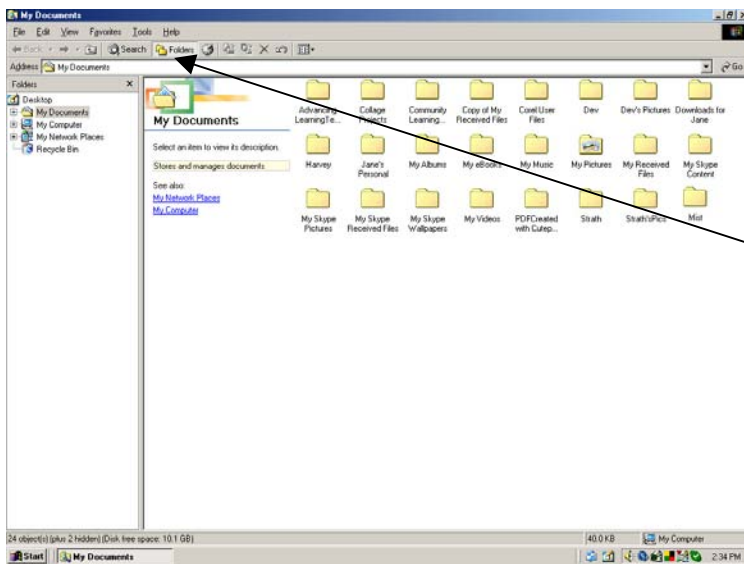 My Documents
File Edit View Favorites Tools Help
Back Search Folders
Address My Documents Go
Folders
Desktop
My Documents
My Computer
My Network Places
Recycle Bin
My Documents
Select an item to view its description.
Stores and manages documents
See also:
My Network Places
My Computer
Advancing LearningTe... Collage Projects Community Learning... Copy of My Received Files Corel User Files Dev Dev's Pictures Downloads for Jane
Harvey Jane's Personal My Albums My eBooks My Music My Pictures My Received Files My Skype Content
My Skype Pictures My Skype Received Files My Skype Wallpapers My Videos PDFCreated with Cutep... Strath Strath'sPics Mist
24 object(s) (plus 2 hidden) (Disk free space: 10.1 GB) 40.0 KB My Computer
Start My Documents 2:34 PM